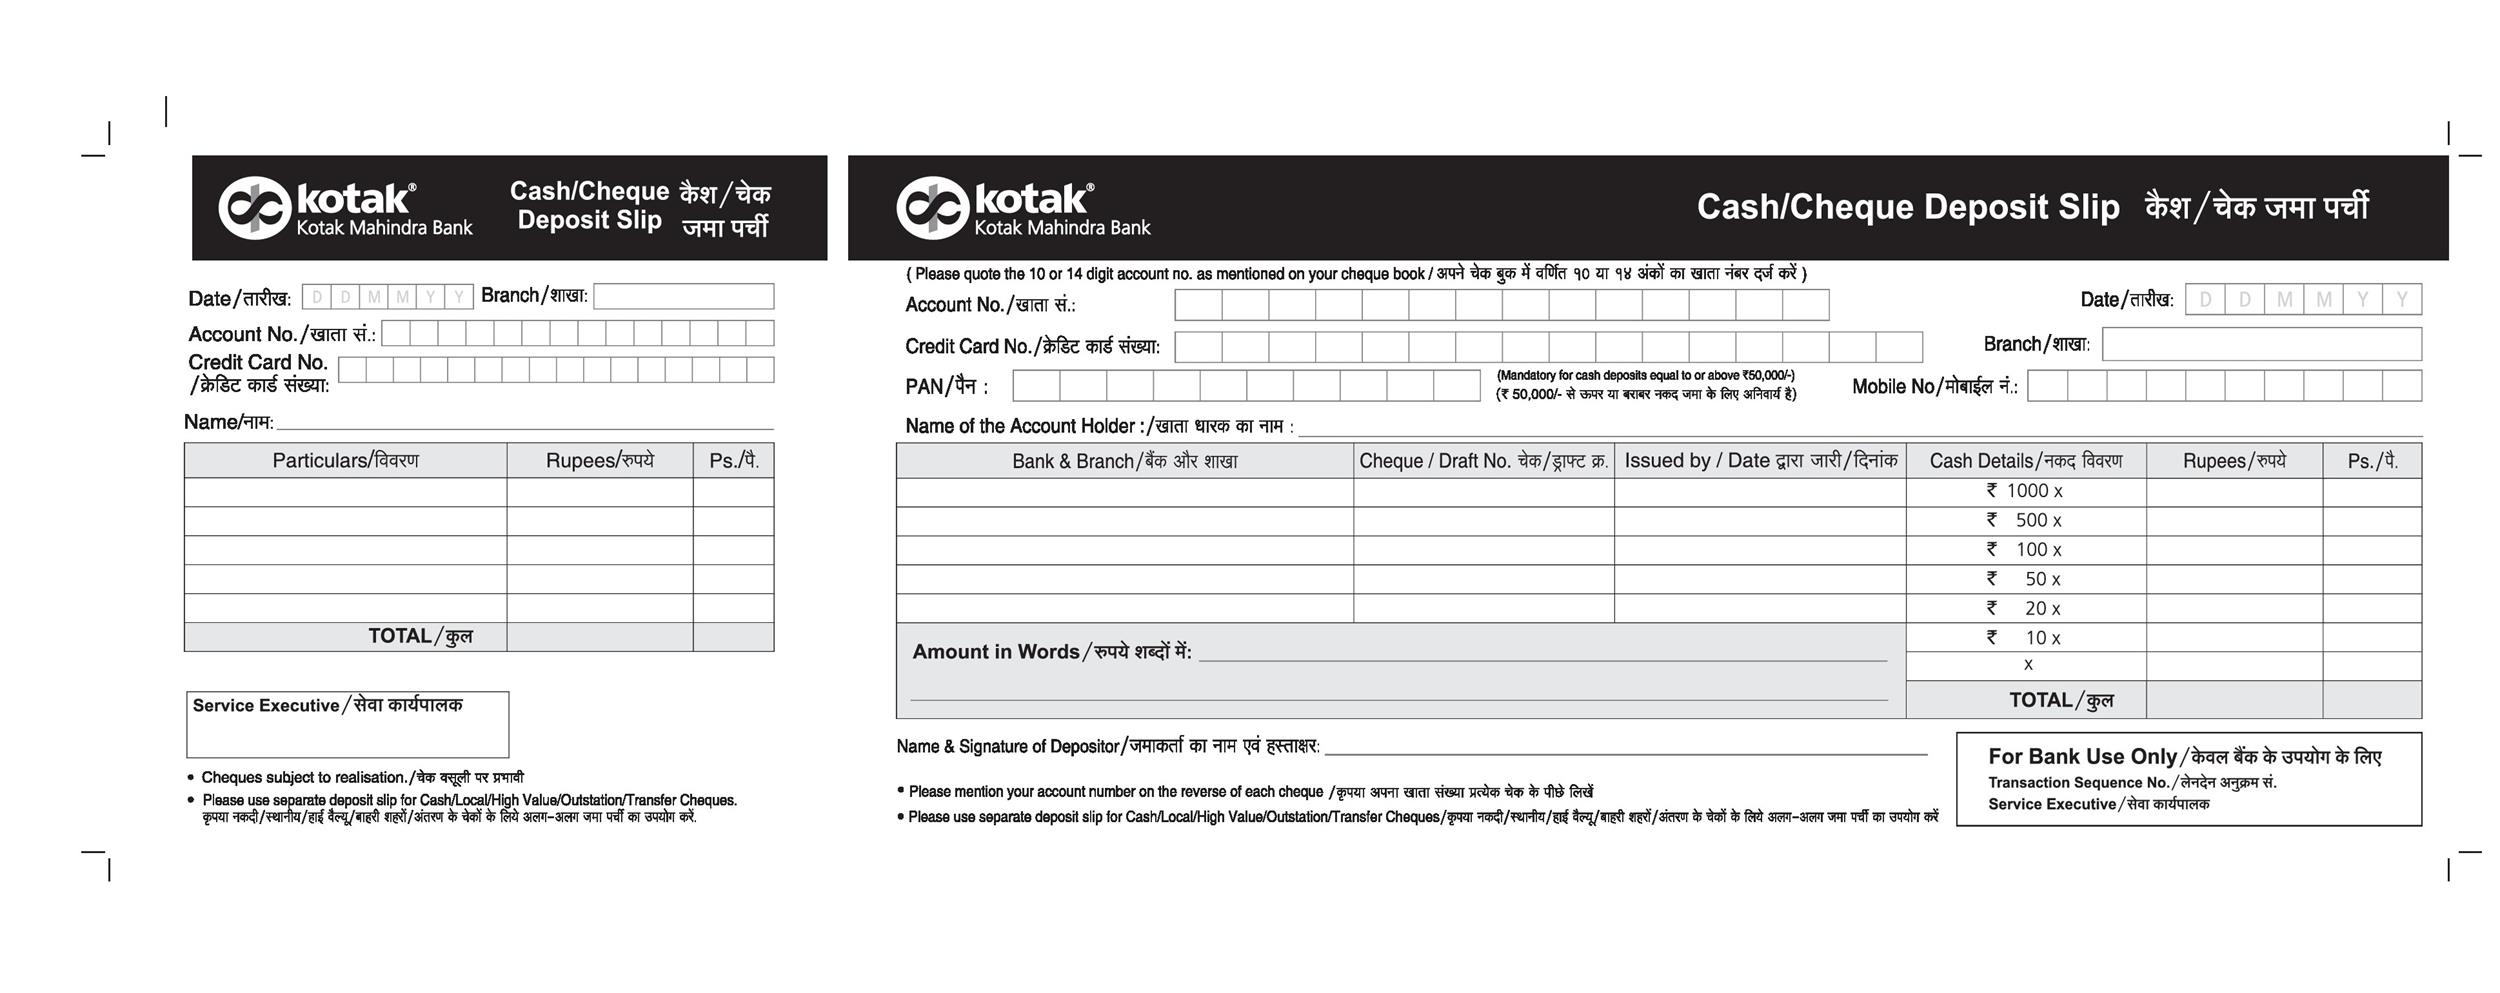 kotak®
Kotak Mahindra Bank
Cash/Cheque Deposit Slip
कैश/चेक जमा पर्ची
Date/तारीख: D D M M Y Y Branch/शाखा:
Account No./खाता सं.:
Credit Card No.
/क्रेडिट कार्ड संख्या:
Name/नाम:
Particulars/विवरण Rupees/रुपये Ps./पै.
TOTAL/कुल
Service Executive/सेवा कार्यपालक
• Cheques subject to realisation./चेक वसूली पर प्रभावी
• Please use separate deposit slip for Cash/Local/High Value/Outstation/Transfer Cheques.
कृपया नकदी/स्थानीय/हाई वैल्यू/बाहरी शहरों/अंतरण के चेकों के लिये अलग-अलग जमा पर्ची का उपयोग करें.
kotak®
Kotak Mahindra Bank
Cash/Cheque Deposit Slip कैश/चेक जमा पर्ची
( Please quote the 10 or 14 digit account no. as mentioned on your cheque book / अपने चेक बुक में वर्णित १० या १४ अंकों का खाता नंबर दर्ज करें )
Account No./खाता सं.:
Date/तारीख: D D M M Y Y
Credit Card No./क्रेडिट कार्ड संख्या:
Branch/शाखा:
PAN/पैन :
(Mandatory for cash deposits equal to or above ₹50,000/-)
(₹ 50,000/- से ऊपर या बराबर नकद जमा के लिए अनिवार्य है)
Mobile No/मोबाईल नं.:
Name of the Account Holder :/खाता धारक का नाम :
Bank & Branch/बैंक और शाखा Cheque / Draft No. चेक/ड्राफ्ट क्र. Issued by / Date द्वारा जारी/दिनांक Cash Details/नकद विवरण Rupees/रुपये Ps./पै.
₹ 1000 x
₹ 500 x
₹ 100 x
₹ 50 x
₹ 20 x
₹ 10 x
x
Amount in Words/रुपये शब्दों में:
TOTAL/कुल
Name & Signature of Depositor/जमाकर्ता का नाम एवं हस्ताक्षर:
• Please mention your account number on the reverse of each cheque /कृपया अपना खाता संख्या प्रत्येक चेक के पीछे लिखें
• Please use separate deposit slip for Cash/Local/High Value/Outstation/Transfer Cheques/कृपया नकदी/स्थानीय/हाई वैल्यू/बाहरी शहरों/अंतरण के चेकों के लिये अलग-अलग जमा पर्ची का उपयोग करें
For Bank Use Only/केवल बैंक के उपयोग के लिए
Transaction Sequence No./लेनदेन अनुक्रम सं.
Service Executive/सेवा कार्यपालक